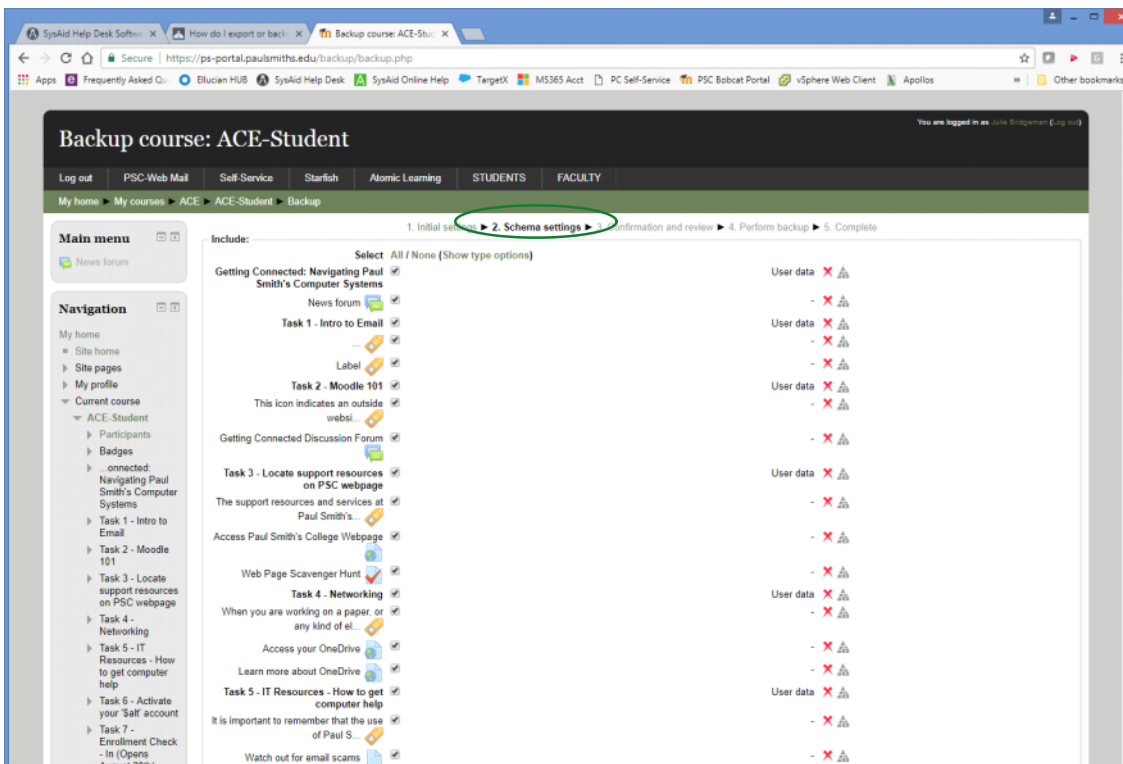 SysAid Help Desk Softw
How do I export or back
Backup course: ACE-Stud
Secure https://ps-portal.paulsmiths.edu/backup/backup.php
Apps Frequently Asked Qu Ellucian HUB SysAid Help Desk SysAid Online Help TargetX MS365 Acct PC Self-Service PSC Bobcat Portal vSphere Web Client Apollos » Other bookmarks
You are logged in as Julie Bridgeman (Log out)
Backup course: ACE-Student
Log out PSC-Web Mail Self-Service Starfish Atomic Learning STUDENTS FACULTY
My home ► My courses ► ACE ► ACE-Student ► Backup
1. Initial settings ► 2. Schema settings ► 3. Confirmation and review ► 4. Perform backup ► 5. Complete
Main menu
News forum
Navigation
My home
Site home
Site pages
My profile
Current course
ACE-Student
Participants
Badges
...onnected:
Navigating Paul
Smith's Computer
Systems
Task 1 - Intro to
Email
Task 2 - Moodle
101
Task 3 - Locate
support resources
on PSC webpage
Task 4 -
Networking
Task 5 - IT
Resources - How
to get computer
help
Task 6 - Activate
your '$alt' account
Task 7 -
Enrollment Check
- In (Opens
Include:
Select All / None (Show type options)
Getting Connected: Navigating Paul User data
Smith's Computer Systems
News forum -
Task 1 - Intro to Email User data
... -
Label -
Task 2 - Moodle 101 User data
This icon indicates an outside -
websi...
Getting Connected Discussion Forum -
Task 3 - Locate support resources User data
on PSC webpage
The support resources and services at -
Paul Smith's...
Access Paul Smith's College Webpage -
Web Page Scavenger Hunt -
Task 4 - Networking User data
When you are working on a paper, or -
any kind of el...
Access your OneDrive -
Learn more about OneDrive -
Task 5 - IT Resources - How to get User data
computer help
It is important to remember that the use -
of Paul S...
Watch out for email scams -